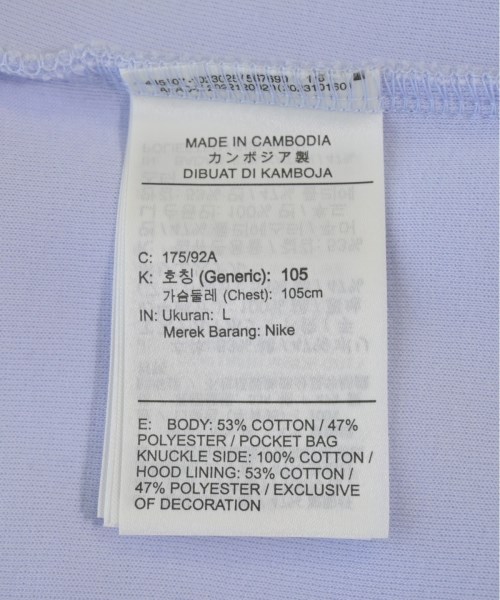 MADE IN CAMBODIA
カンボジア製
DIBUAT DI KAMBOJA
C: 175/92A
K: 호칭 (Generic): 105
가슴둘레 (Chest): 105cm
IN: Ukuran: L
Merek Barang: Nike
E: BODY: 53% COTTON / 47%
POLYESTER / POCKET BAG
KNUCKLE SIDE: 100% COTTON /
HOOD LINING: 53% COTTON /
47% POLYESTER / EXCLUSIVE
OF DECORATION